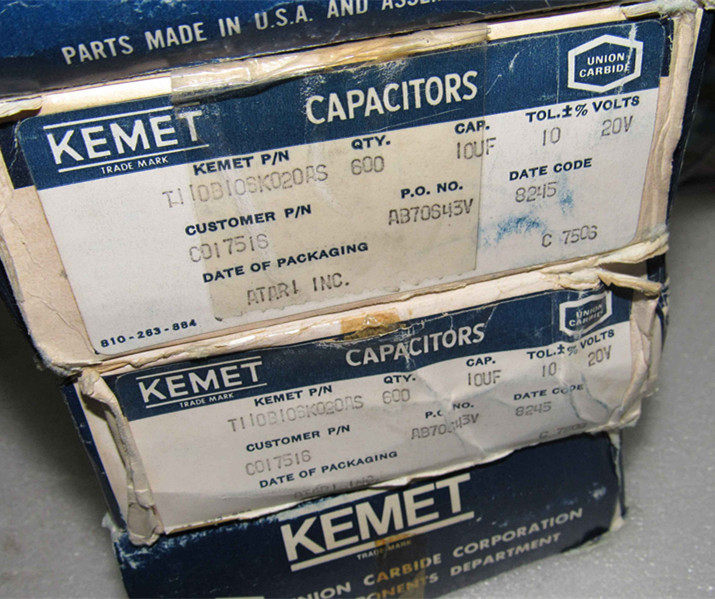 PARTS MADE IN U.S.A. AND
KEMET CAPACITORS UNION CARBIDE
TRADE MARK
KEMET P/N QTY. CAP. TOL.±% VOLTS
T110B106K020AS 600 10UF 10 20V
CUSTOMER P/N P.O. NO. DATE CODE
C017516 AB70643V 8245
DATE OF PACKAGING C 7506
ATARI INC.
810-263-884
KEMET CAPACITORS UNION CARBIDE
TRADE MARK
KEMET P/N QTY. CAP. TOL.±% VOLTS
T110B106K020AS 600 10UF 10 20V
CUSTOMER P/N P.O. NO. DATE CODE
C017516 8245
DATE OF PACKAGING
KEMET
TRADE MARK
UNION CARBIDE CORPORATION
DEPARTMENT